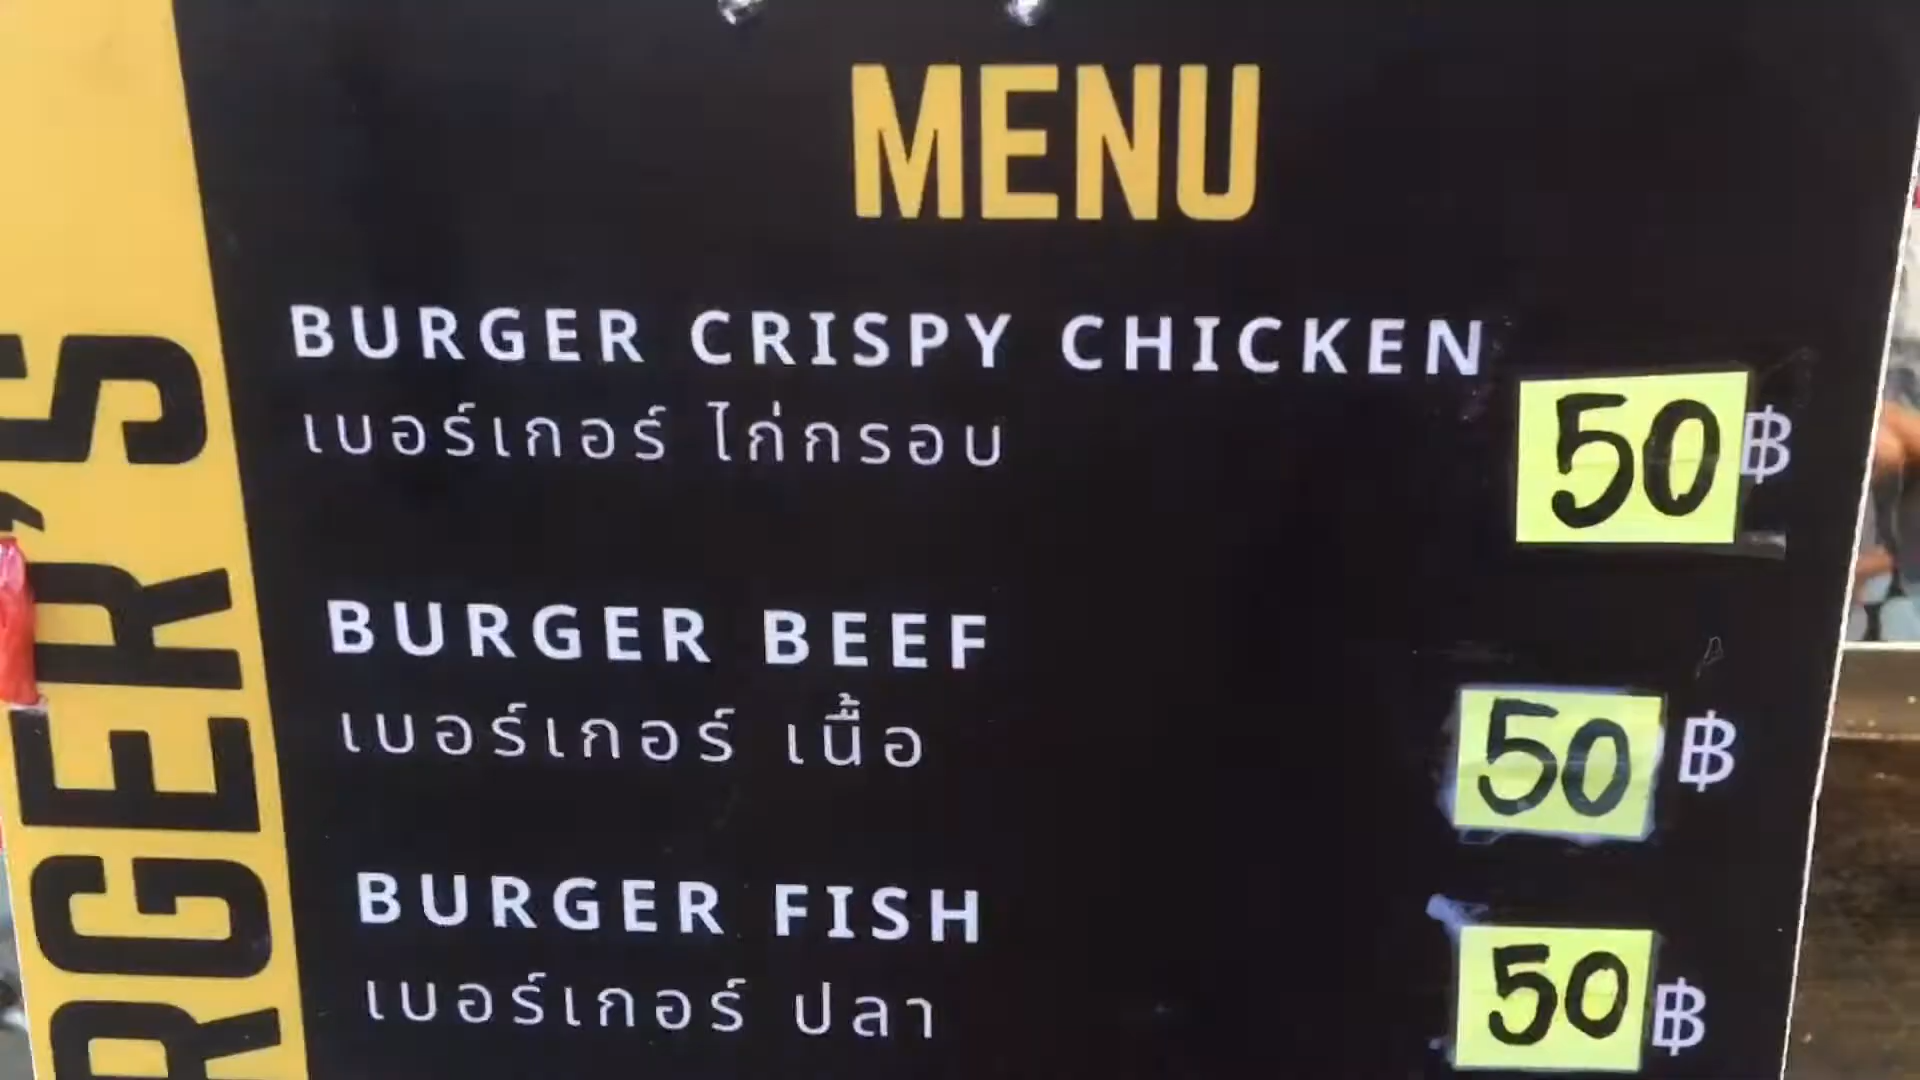 MENU
BURGER CRISPY CHICKEN
เบอร์เกอร์ ไก่กรอบ
50 ฿
BURGER BEEF
เบอร์เกอร์ เนื้อ
50 ฿
BURGER FISH
เบอร์เกอร์ ปลา
50 ฿
RGER'S